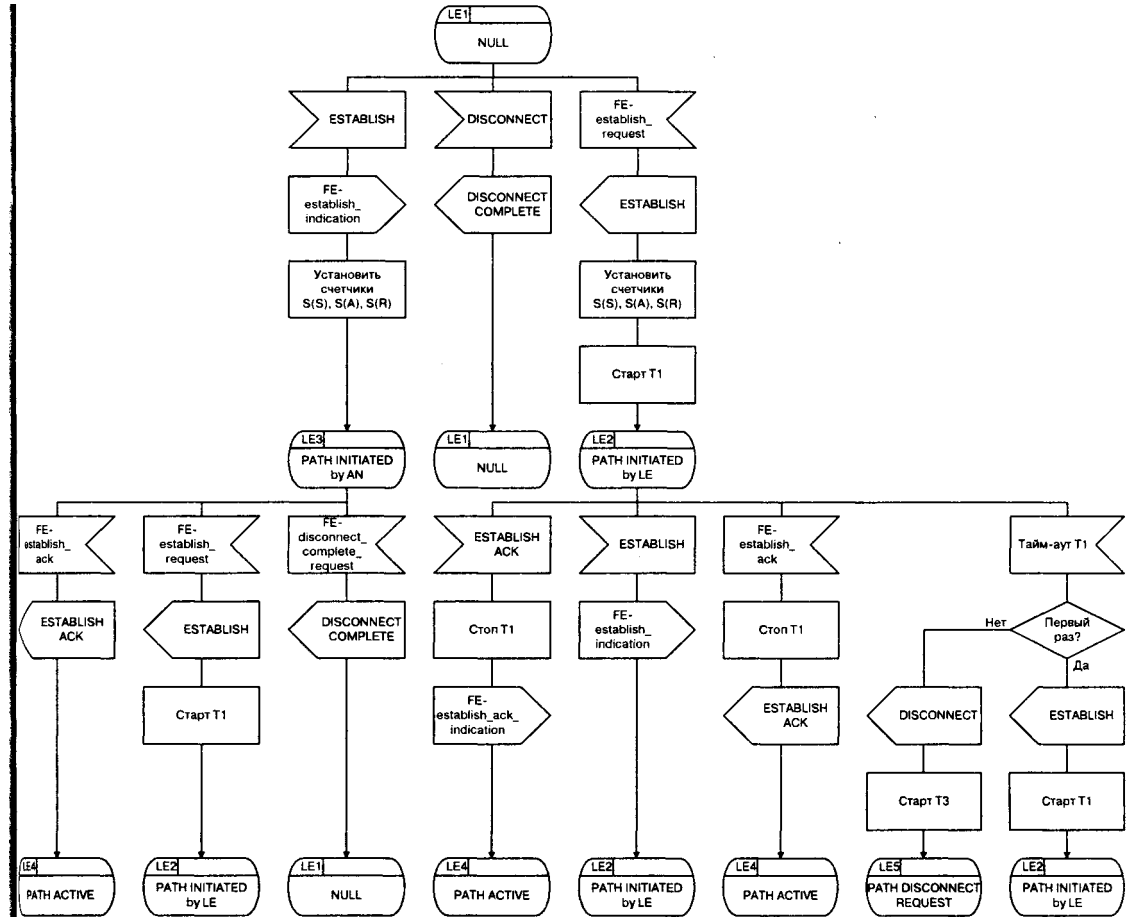 LE1
NULL
ESTABLISH
DISCONNECT
FE-
establish_
request
FE-
establish_
indication
DISCONNECT
COMPLETE
ESTABLISH
Установить
счетчики
S(S), S(A), S(R)
Установить
счетчики
S(S), S(A), S(R)
Старт T1
LE3
PATH INITIATED
by AN
LE1
NULL
LE2
PATH INITIATED
by LE
FE-
establish_
ack
FE-
establish_
request
FE-
disconnect_
complete_
request
ESTABLISH
ACK
ESTABLISH
FE-
establish_
ack
Тайм-аут T1
ESTABLISH
ACK
ESTABLISH
DISCONNECT
COMPLETE
Стоп T1
FE-
establish_
indication
Стоп T1
Нет
Первый
раз?
Да
Старт T1
FE-
establish_ack_
indication
ESTABLISH
ACK
DISCONNECT
ESTABLISH
Старт T3
Старт T1
LE4
PATH ACTIVE
LE2
PATH INITIATED
by LE
LE1
NULL
LE4
PATH ACTIVE
LE2
PATH INITIATED
by LE
LE4
PATH ACTIVE
LE5
PATH DISCONNECT
REQUEST
LE2
PATH INITIATED
by LE